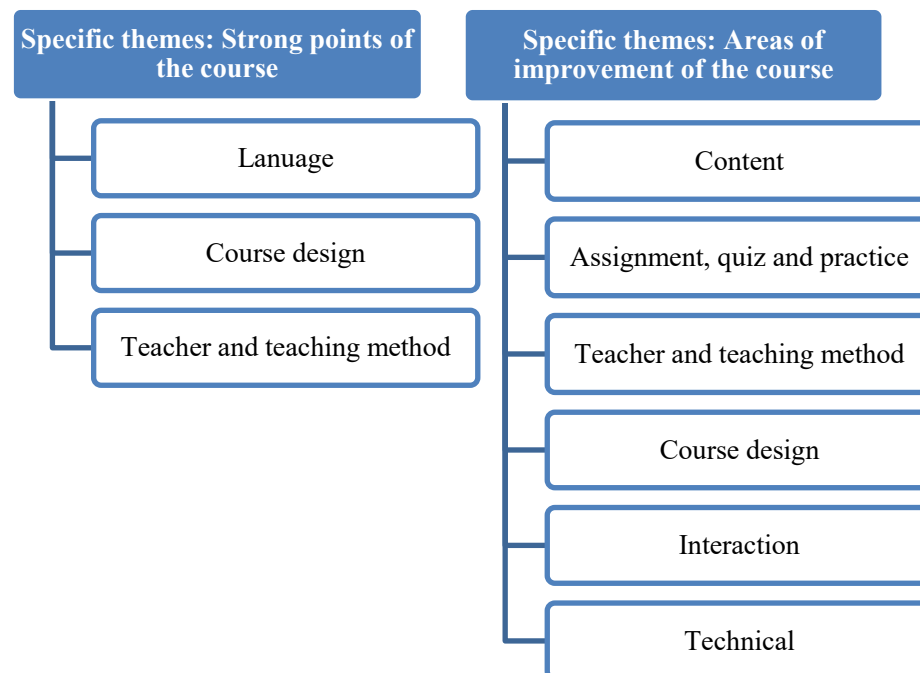 Specific themes: Strong points of
the course
Lanuage
Course design
Teacher and teaching method
Specific themes: Areas of
improvement of the course
Content
Assignment, quiz and practice
Teacher and teaching method
Course design
Interaction
Technical